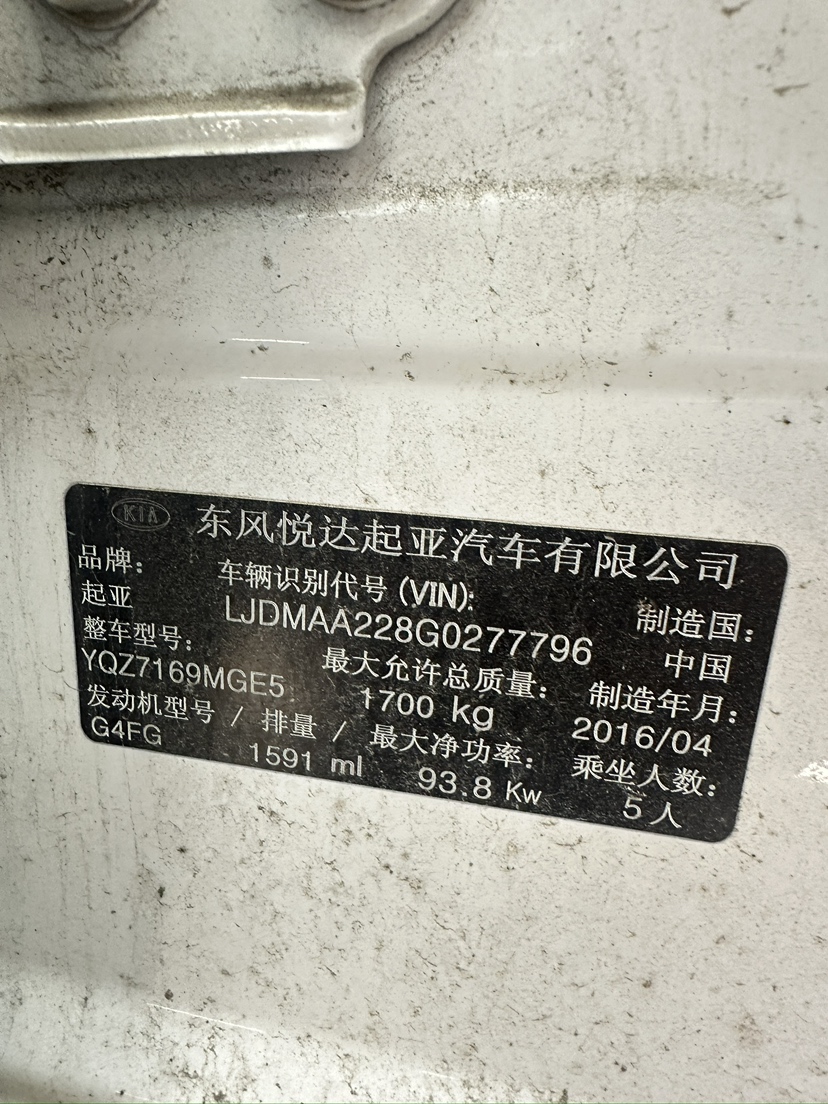 KIA 东风悦达起亚汽车有限公司
品牌： 车辆识别代号 (VIN): 制造国：
起亚 LJDMAA228G0277796 中国
整车型号： 最大允许总质量： 制造年月：
YQZ7169MGE5 1700 kg 2016/04
发动机型号 / 排量 / 最大净功率： 乘坐人数：
G4FG 1591 ml 93.8 Kw 5人